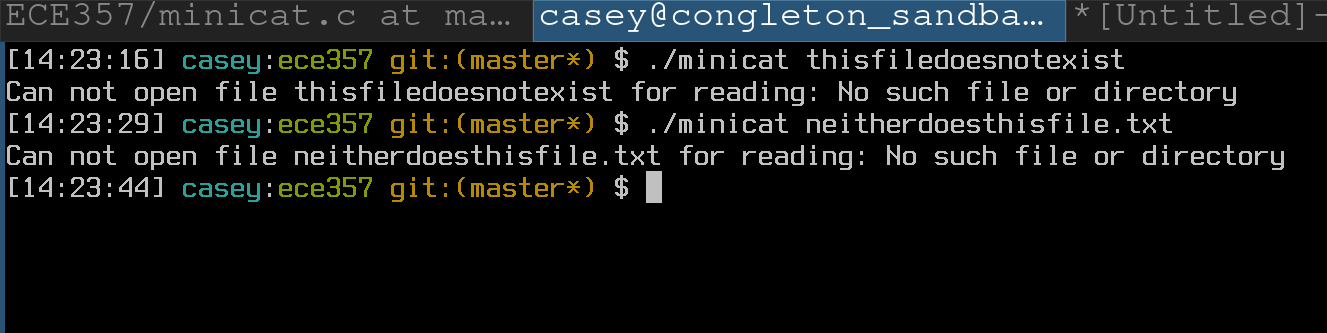 ECE357/minicat.c at ma… casey@congleton_sandba… *[Untitled]-
[14:23:16] casey:ece357 git:(master*) $ ./minicat thisfiledoesnotexist
Can not open file thisfiledoesnotexist for reading: No such file or directory
[14:23:29] casey:ece357 git:(master*) $ ./minicat neitherdoesthisfile.txt
Can not open file neitherdoesthisfile.txt for reading: No such file or directory
[14:23:44] casey:ece357 git:(master*) $